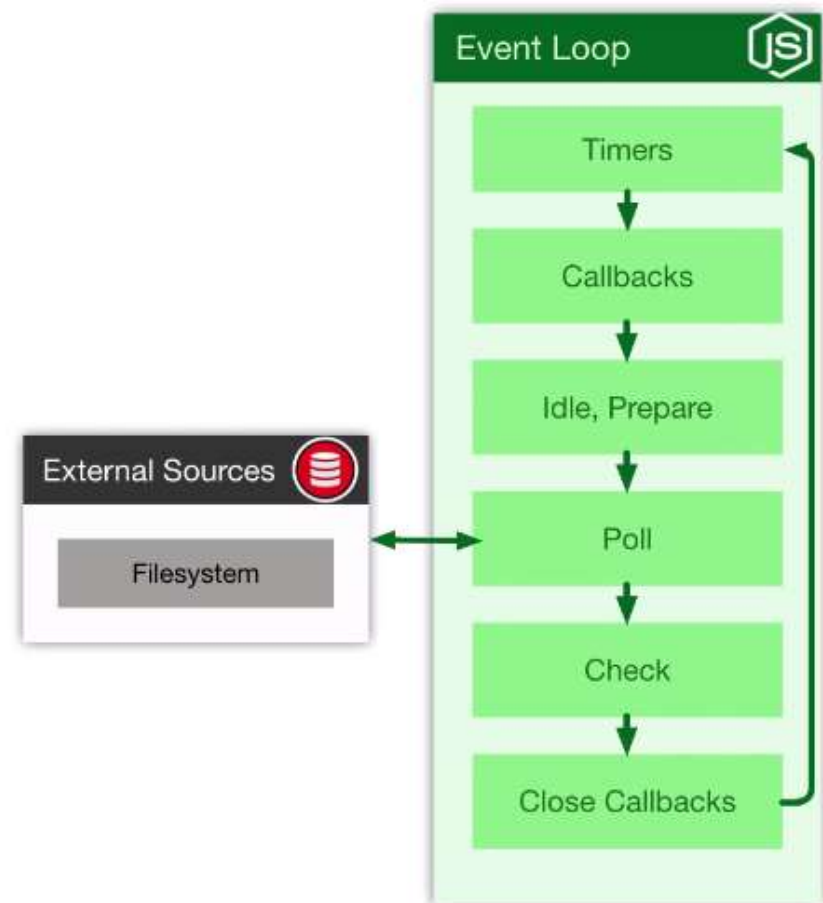 Event Loop
JS
Timers
Callbacks
Idle, Prepare
External Sources
Filesystem
Poll
Check
Close Callbacks